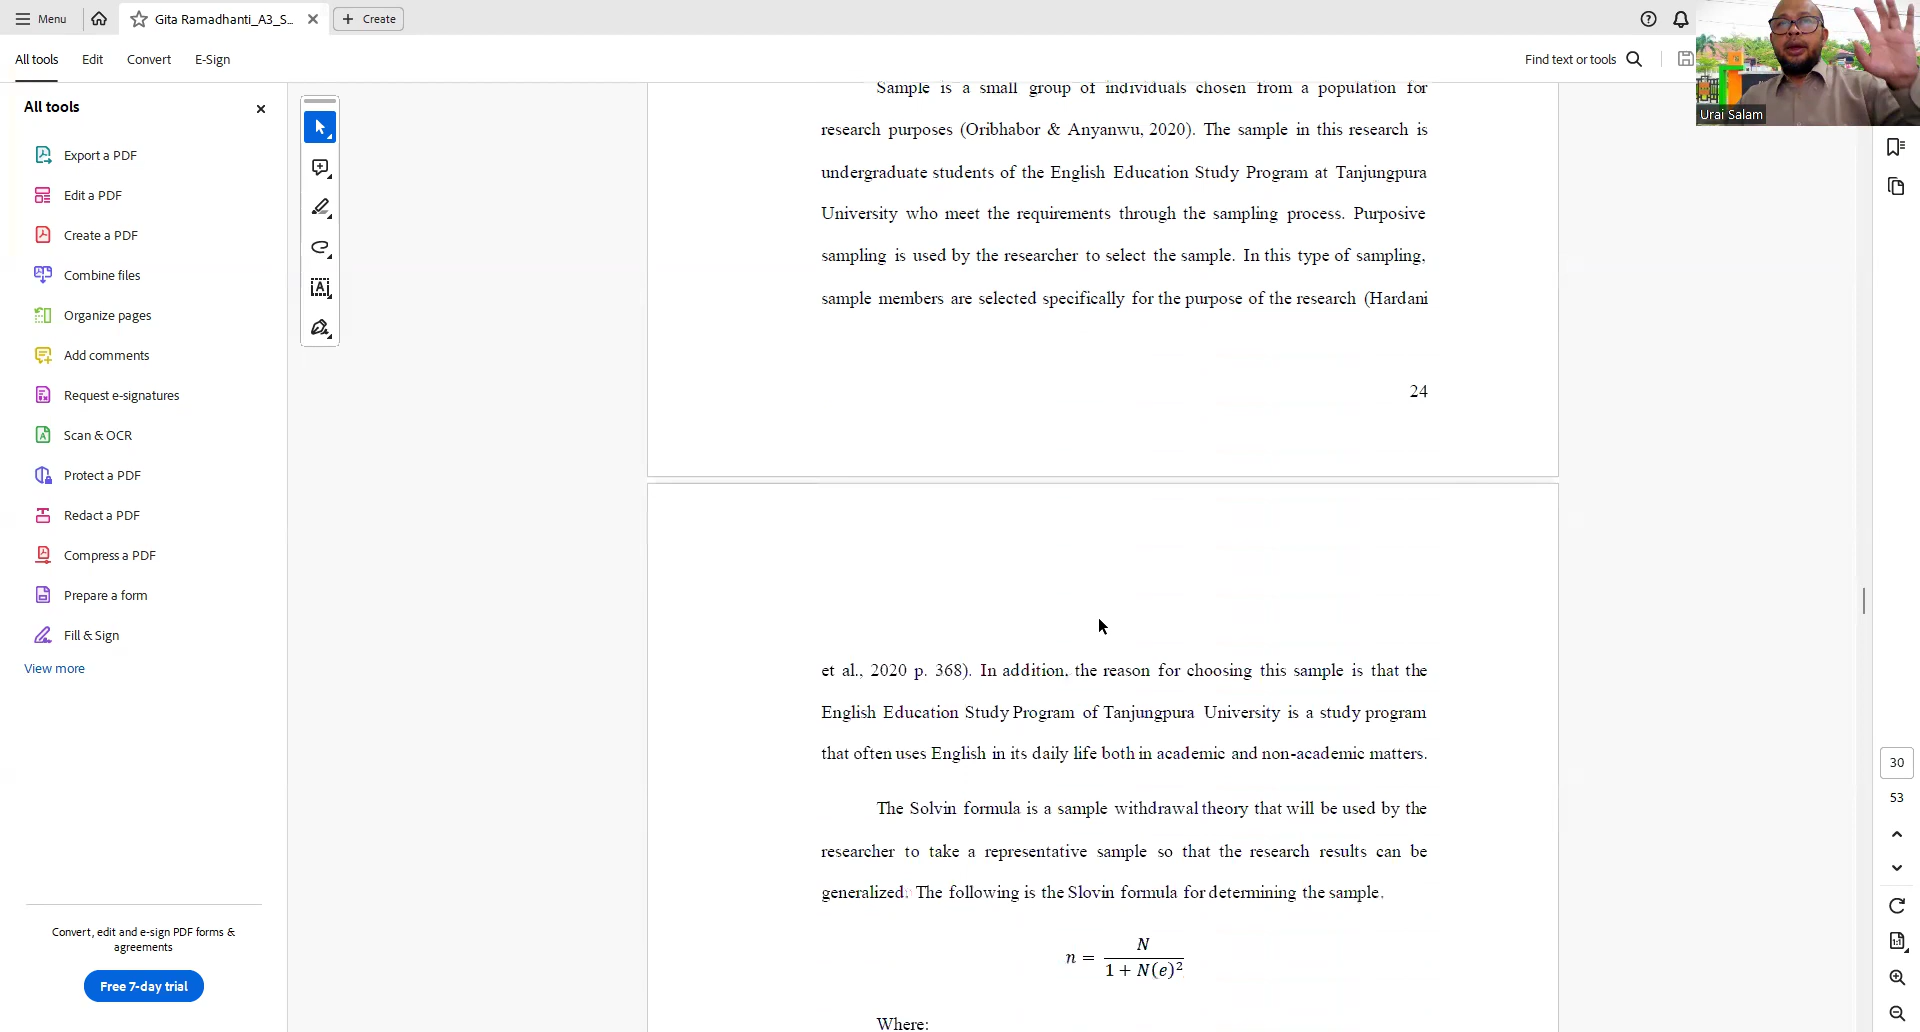 Menu
Gita Ramadhanti_A3_S...
Create
All tools
Edit
Convert
E-Sign
Find text or tools
Urai Salam
All tools
Export a PDF
Edit a PDF
Create a PDF
Combine files
Organize pages
Add comments
Request e-signatures
Scan & OCR
Protect a PDF
Redact a PDF
Compress a PDF
Prepare a form
Fill & Sign
View more
Convert, edit and e-sign PDF forms &
agreements
Free 7-day trial
Sample is a small group of individuals chosen from a population for
research purposes (Oribhabor & Anyanwu, 2020). The sample in this research is
undergraduate students of the English Education Study Program at Tanjungpura
University who meet the requirements through the sampling process. Purposive
sampling is used by the researcher to select the sample. In this type of sampling,
sample members are selected specifically for the purpose of the research (Hardani
24
et al., 2020 p. 368). In addition, the reason for choosing this sample is that the
English Education Study Program of Tanjungpura University is a study program
that often uses English in its daily life both in academic and non-academic matters.
The Solvin formula is a sample withdrawal theory that will be used by the
researcher to take a representative sample so that the research results can be
generalized. The following is the Slovin formula for determining the sample.
n = N / 1 + N(e)²
Where:
30
53